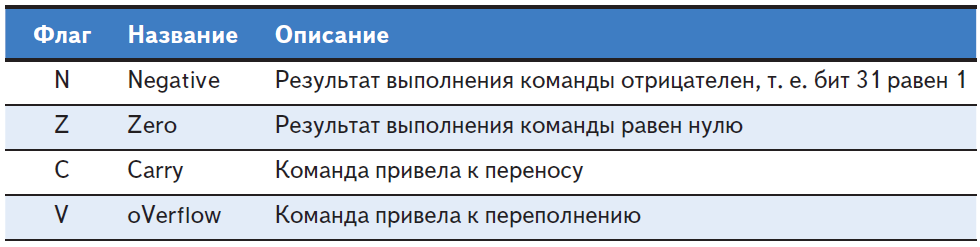 Флаг Название Описание
N Negative Результат выполнения команды отрицателен, т. е. бит 31 равен 1
Z Zero Результат выполнения команды равен нулю
C Carry Команда привела к переносу
V oVerflow Команда привела к переполнению